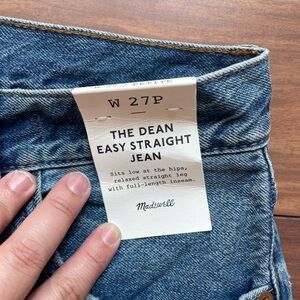 W 27P
THE DEAN
EASY STRAIGHT
JEAN
Sits low at the hips,
relaxed straight leg
with full-length inseam.
Madewell